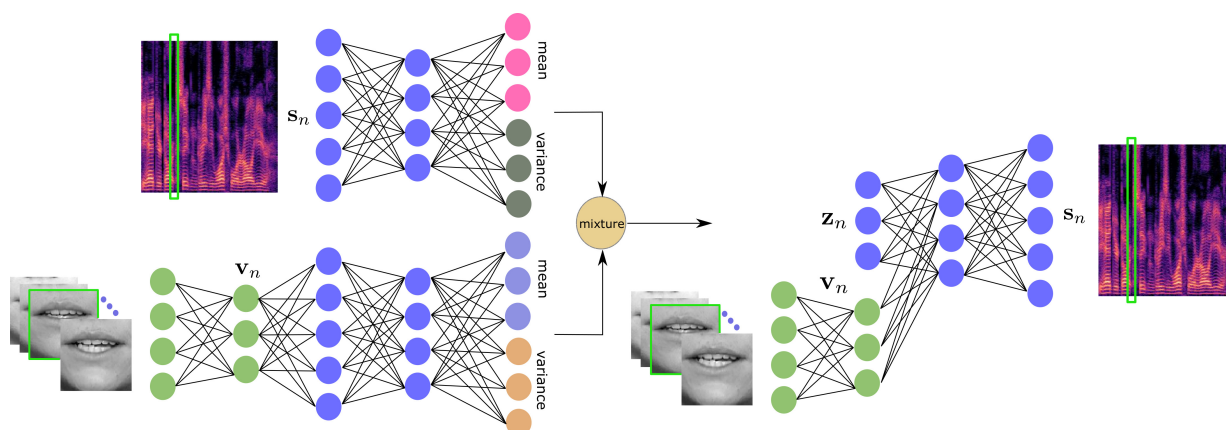 mean
s_n
variance
mixture
z_n
s_n
v_n
mean
v_n
variance